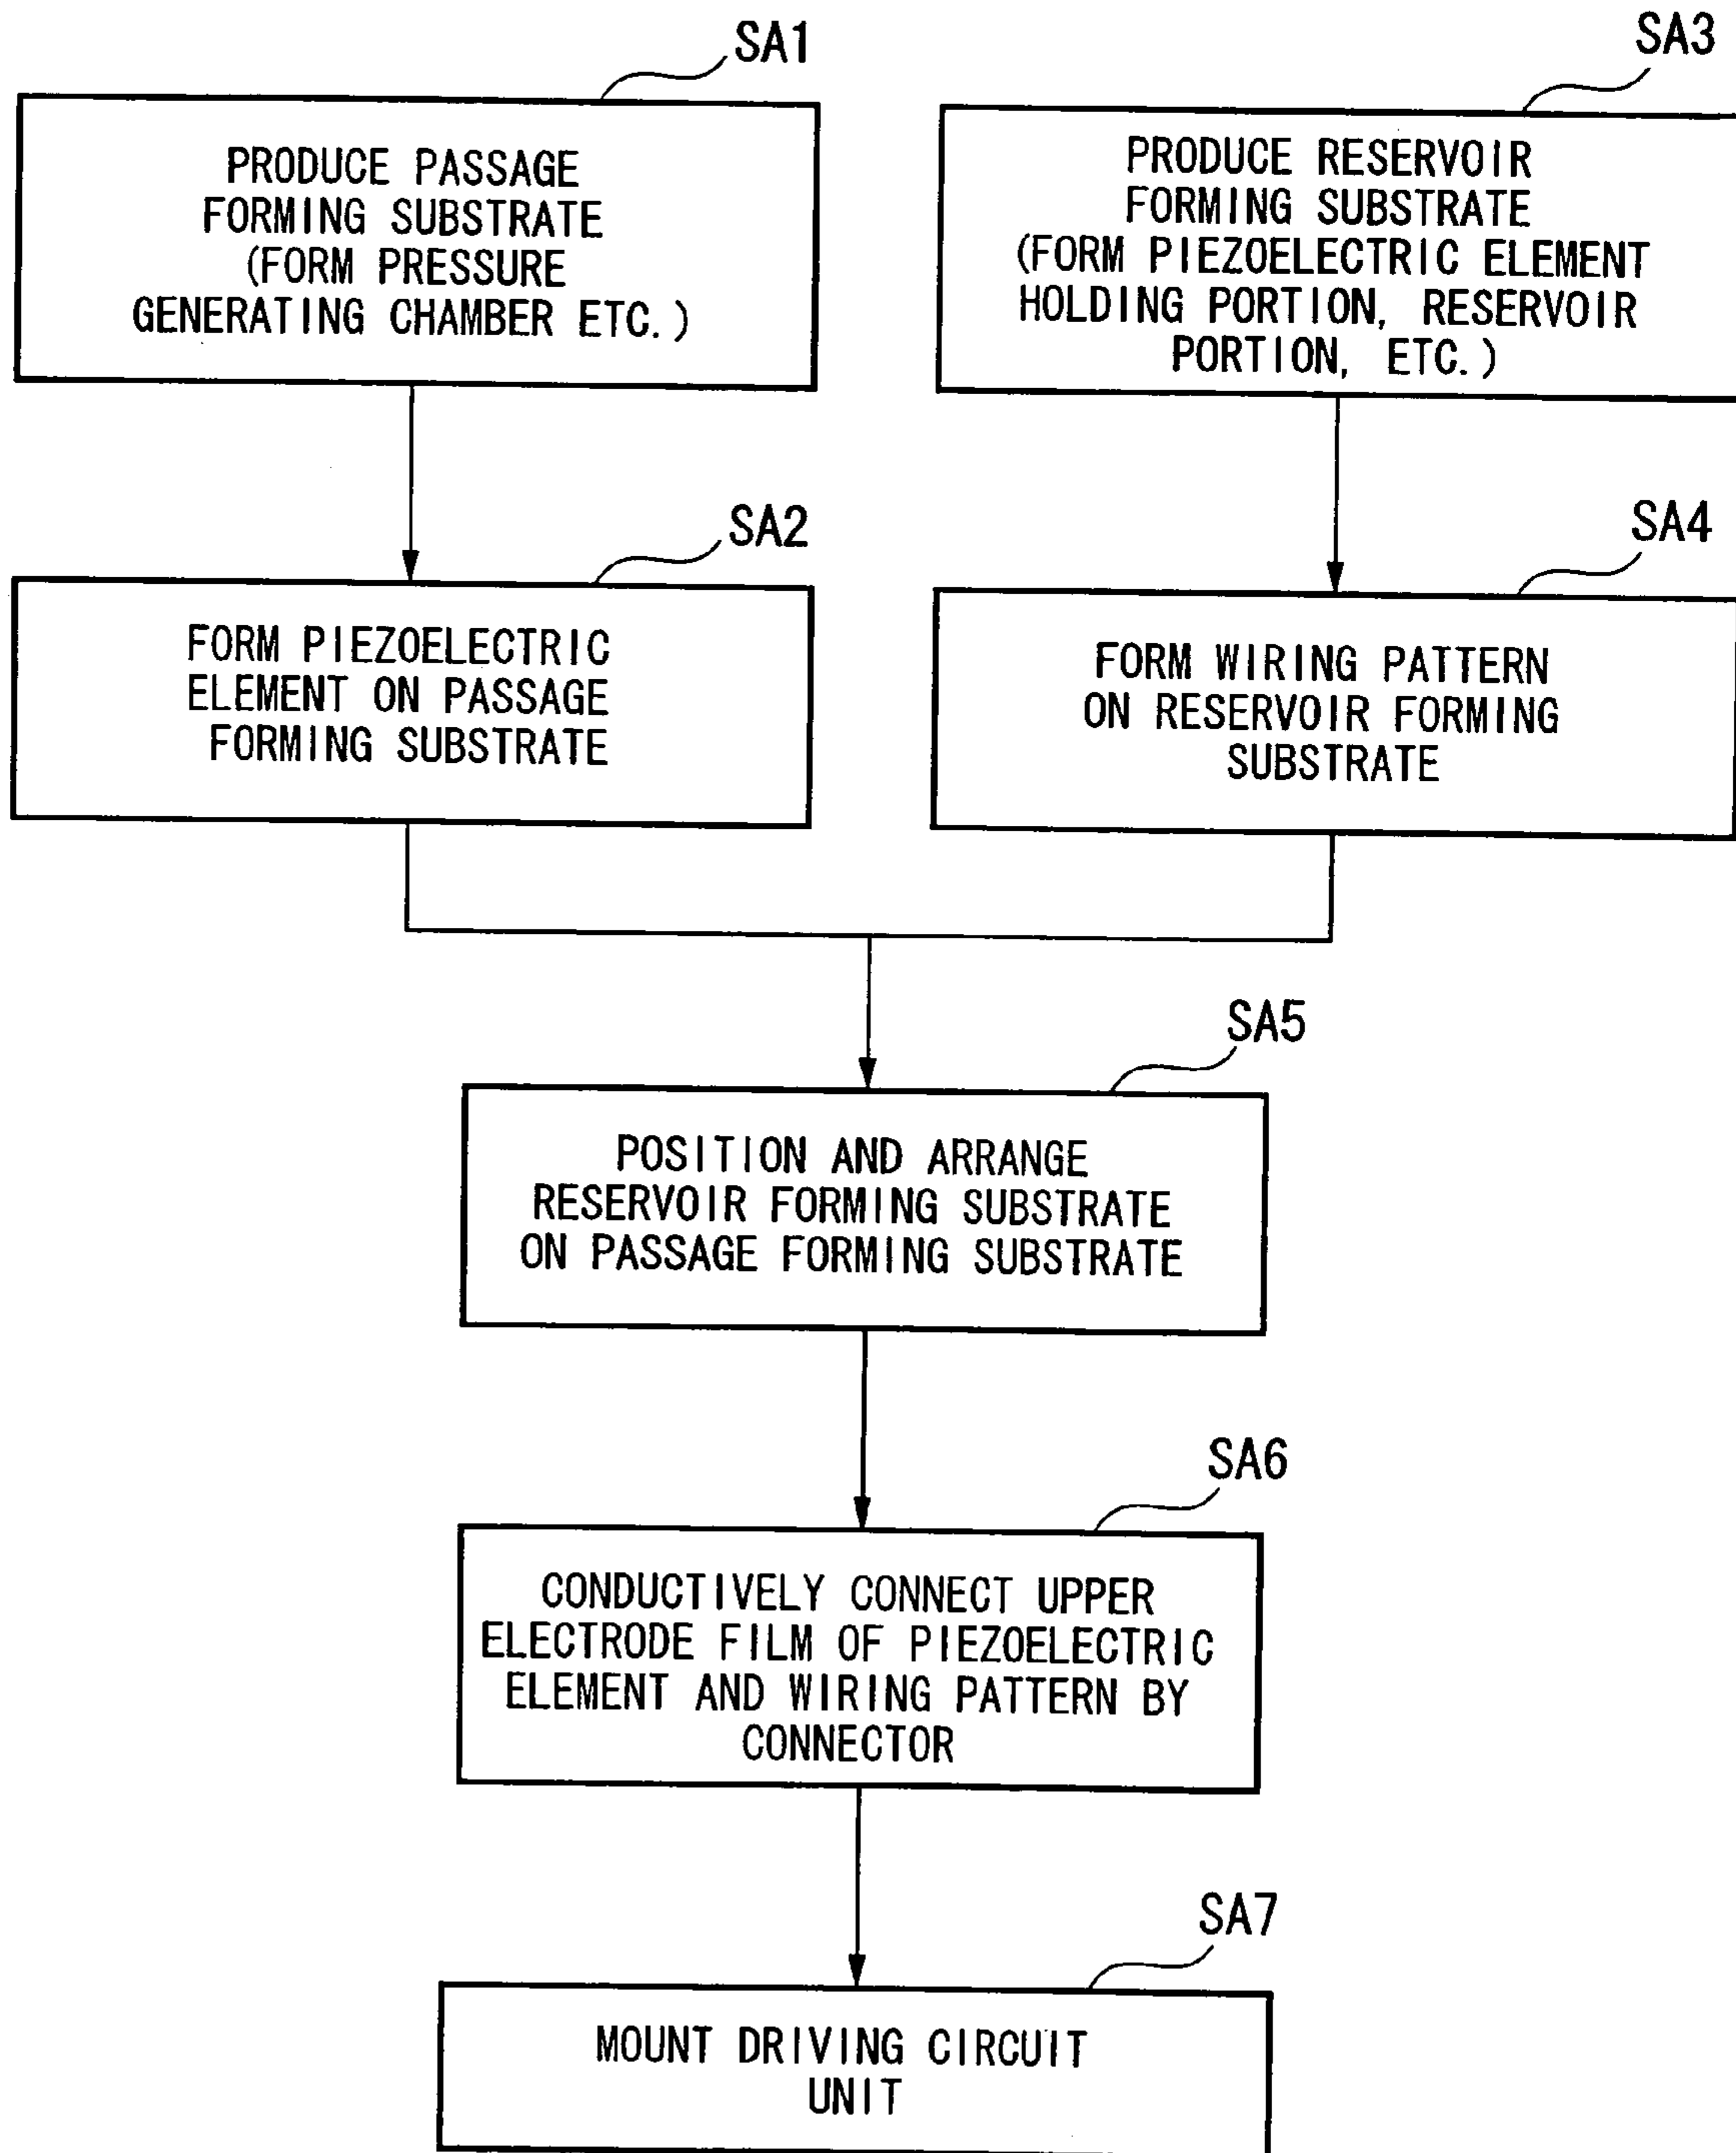 SA1
PRODUCE PASSAGE
FORMING SUBSTRATE
(FORM PRESSURE
GENERATING CHAMBER ETC.)
SA3
PRODUCE RESERVOIR
FORMING SUBSTRATE
(FORM PIEZOELECTRIC ELEMENT
HOLDING PORTION, RESERVOIR
PORTION, ETC.)
SA2
FORM PIEZOELECTRIC
ELEMENT ON PASSAGE
FORMING SUBSTRATE
SA4
FORM WIRING PATTERN
ON RESERVOIR FORMING
SUBSTRATE
SA5
POSITION AND ARRANGE
RESERVOIR FORMING SUBSTRATE
ON PASSAGE FORMING SUBSTRATE
SA6
CONDUCTIVELY CONNECT UPPER
ELECTRODE FILM OF PIEZOELECTRIC
ELEMENT AND WIRING PATTERN BY
CONNECTOR
SA7
MOUNT DRIVING CIRCUIT
UNIT